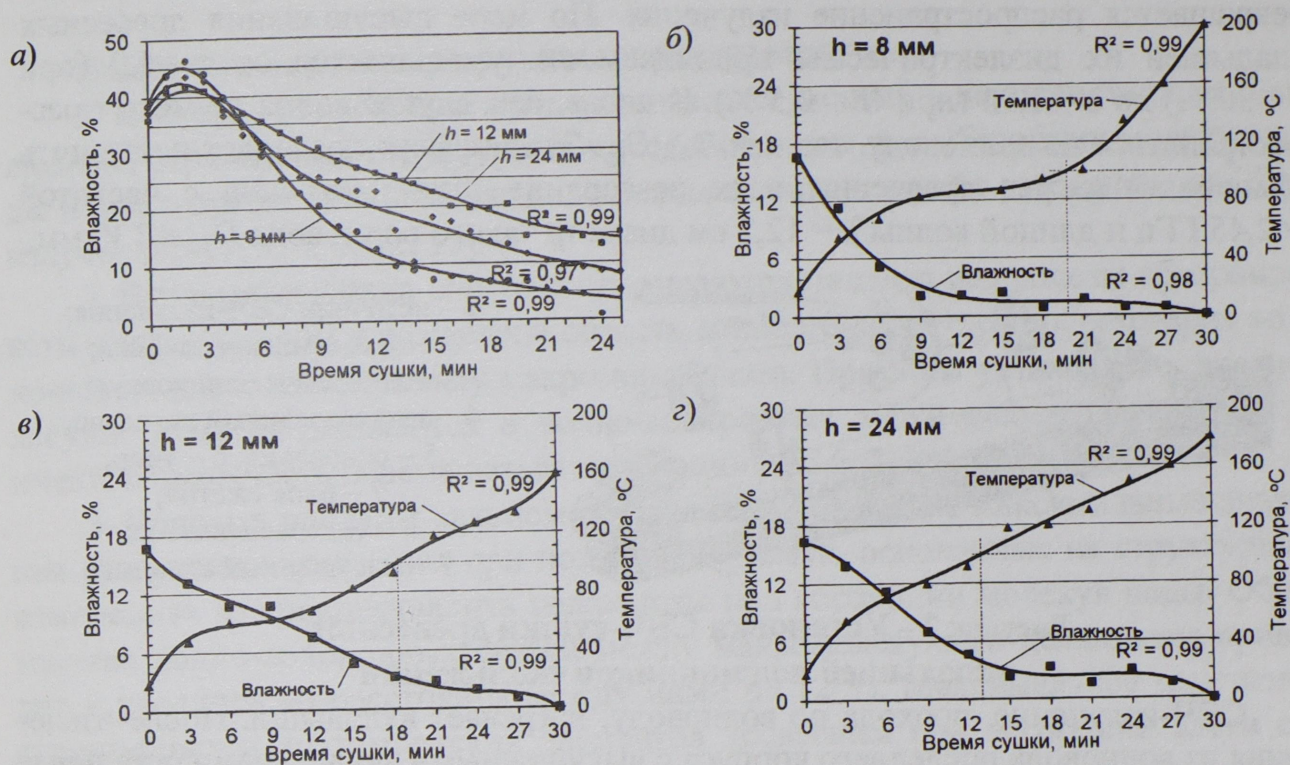 а)
50
40
30
20
10
0
Влажность, %
h = 12 мм
h = 24 мм
h = 8 мм
R² = 0,99
R² = 0,97
R² = 0,99
0 3 6 9 12 15 18 21 24
Время сушки, мин
б)
h = 8 мм
R² = 0,99
30
24
18
12
6
0
Влажность, %
Температура
Влажность
R² = 0,98
200
160
120
80
40
0
Температура, ºС
0 3 6 9 12 15 18 21 24 27 30
Время сушки, мин
в)
h = 12 мм
30
24
18
12
6
0
Влажность, %
R² = 0,99
Температура
Влажность
R² = 0,99
200
160
120
80
40
0
Температура, ºС
0 3 6 9 12 15 18 21 24 27 30
Время сушки, мин
г)
h = 24 мм
30
24
18
12
6
0
Влажность, %
R² = 0,99
Температура
Влажность
R² = 0,99
200
160
120
80
40
0
Температура, ºС
0 3 6 9 12 15 18 21 24 27 30
Время сушки, мин